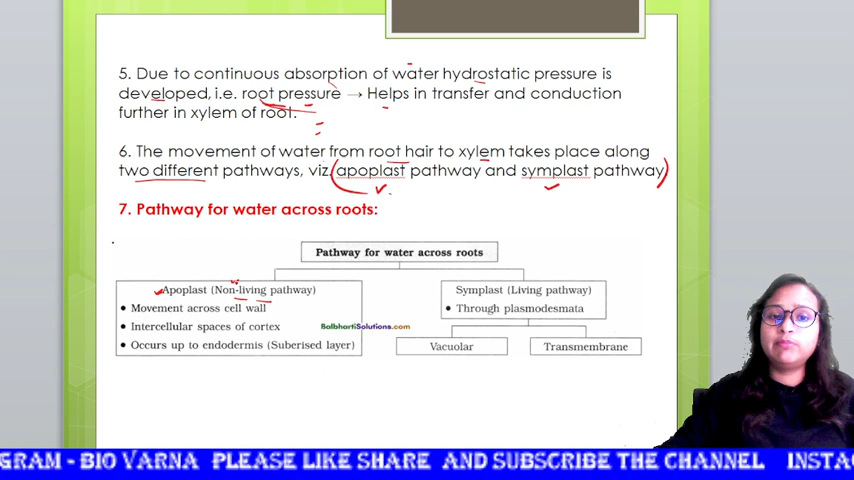 5. Due to continuous absorption of water hydrostatic pressure is
developed, i.e. root pressure → Helps in transfer and conduction
further in xylem of root.
6. The movement of water from root hair to xylem takes place along
two different pathways, viz. apoplast pathway and symplast pathway
7. Pathway for water across roots:
Pathway for water across roots
Apoplast (Non-living pathway)
• Movement across cell wall
• Intercellular spaces of cortex
• Occurs up to endodermis (Suberised layer)
BalbhartiSolutions.com
Symplast (Living pathway)
• Through plasmodesmata
Vacuolar
Transmembrane
GRAM - BIO VARNA PLEASE LIKE SHARE AND SUBSCRIBE THE CHANNEL INSTA